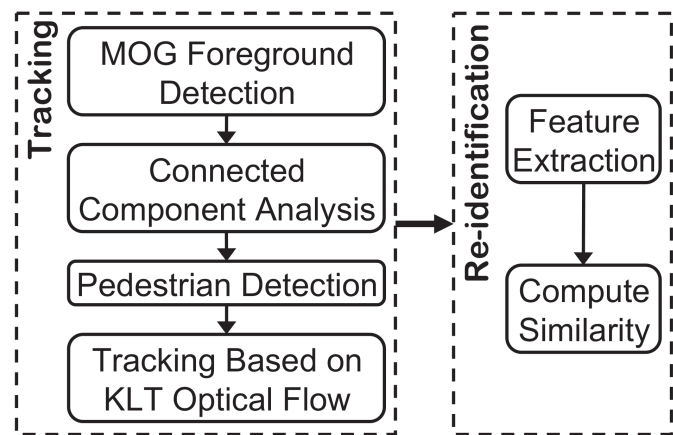 Tracking
MOG Foreground
Detection
Connected
Component Analysis
Pedestrian Detection
Tracking Based on
KLT Optical Flow
Re-identification
Feature
Extraction
Compute
Similarity